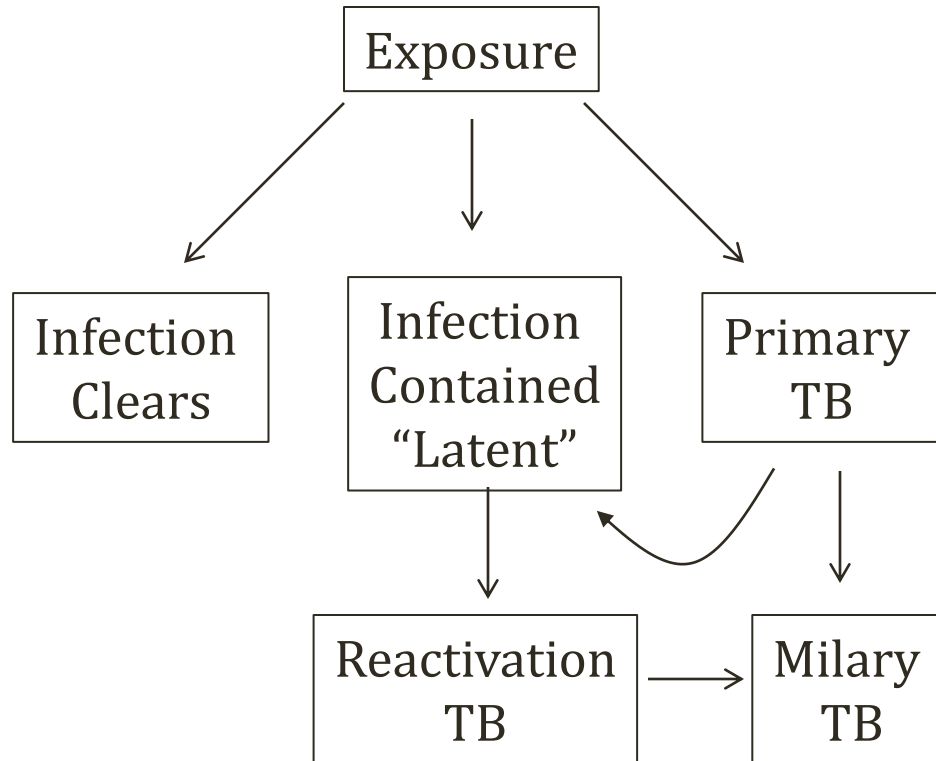 Exposure
Infection
Clears
Infection
Contained
“Latent”
Primary
TB
Reactivation
TB
Milary
TB